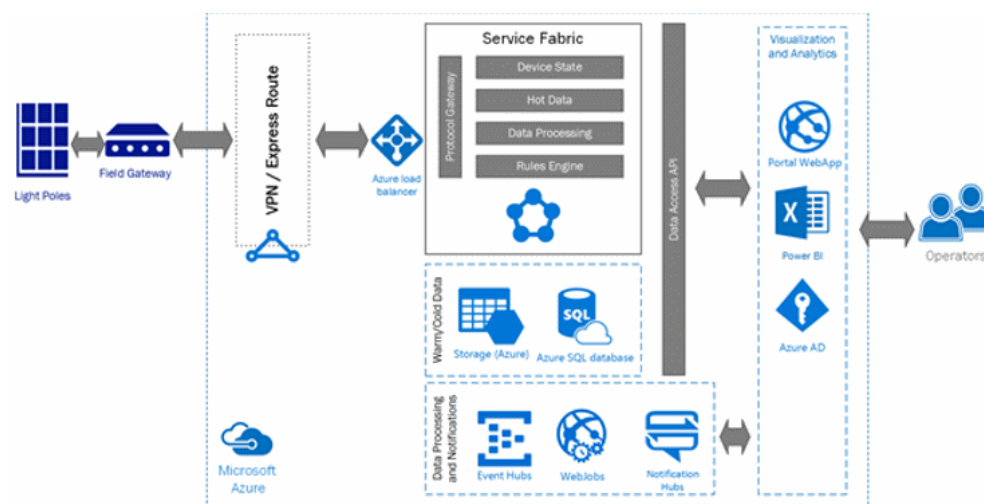 Light Poles
Field Gateway
VPN / Express Route
Azure load
balancer
Service Fabric
Protocol Gateway
Device State
Hot Data
Data Processing
Rules Engine
Warm/Cold Data
Storage (Azure)
SQL
Azure SQL database
Data Processing
and Notifications
Event Hubs
WebJobs
Notification
Hubs
Data Access API
Visualization
and Analytics
Portal WebApp
X
Power BI
Azure AD
Operators
Microsoft
Azure